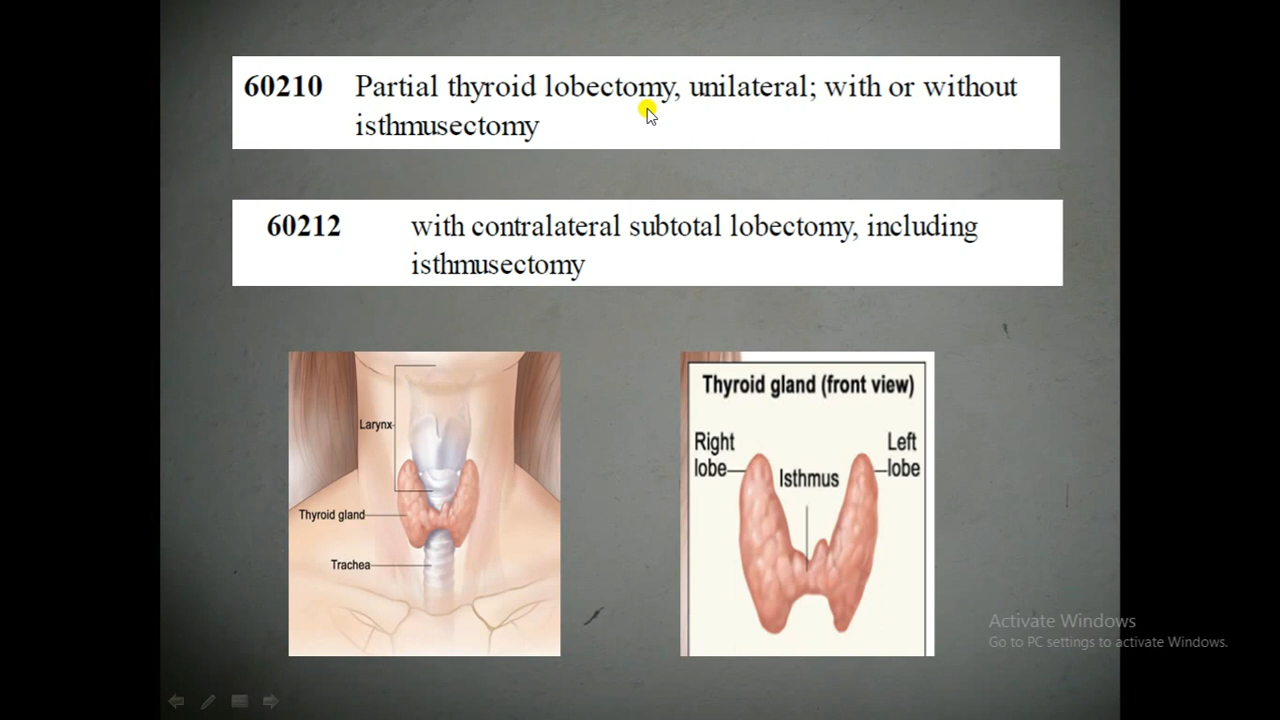 60210 Partial thyroid lobectomy, unilateral; with or without
isthmusectomy
60212 with contralateral subtotal lobectomy, including
isthmusectomy
Larynx
Thyroid gland
Trachea
Thyroid gland (front view)
Right
lobe
Isthmus
Left
lobe
Activate Windows
Go to PC settings to activate Windows.